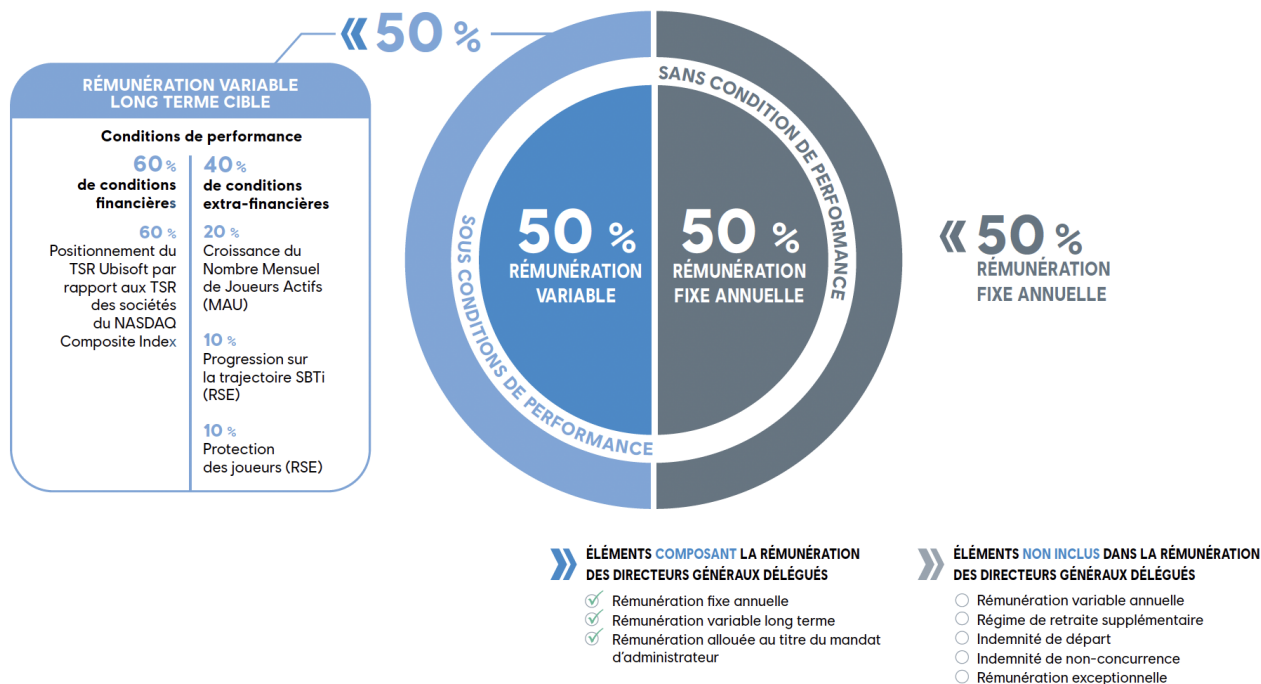 50 %
RÉMUNÉRATION VARIABLE
LONG TERME CIBLE
Conditions de performance
60 %
de conditions
financières
60 %
Positionnement du
TSR Ubisoft par
rapport aux TSR
des sociétés
du NASDAQ
Composite Index
40 %
de conditions
extra-financières
20 %
Croissance du
Nombre Mensuel
de Joueurs Actifs
(MAU)
10 %
Progression sur
la trajectoire SBTi
(RSE)
10 %
Protection
des joueurs (RSE)
SOUS CONDITIONS DE PERFORMANCE
50 %
RÉMUNÉRATION
VARIABLE
SANS CONDITION DE PERFORMANCE
50 %
RÉMUNÉRATION
FIXE ANNUELLE
50 %
RÉMUNÉRATION
FIXE ANNUELLE
ÉLÉMENTS COMPOSANT LA RÉMUNÉRATION
DES DIRECTEURS GÉNÉRAUX DÉLÉGUÉS
Rémunération fixe annuelle
Rémunération variable long terme
Rémunération allouée au titre du mandat
d'administrateur
ÉLÉMENTS NON INCLUS DANS LA RÉMUNÉRATION
DES DIRECTEURS GÉNÉRAUX DÉLÉGUÉS
Rémunération variable annuelle
Régime de retraite supplémentaire
Indemnité de départ
Indemnité de non-concurrence
Rémunération exceptionnelle